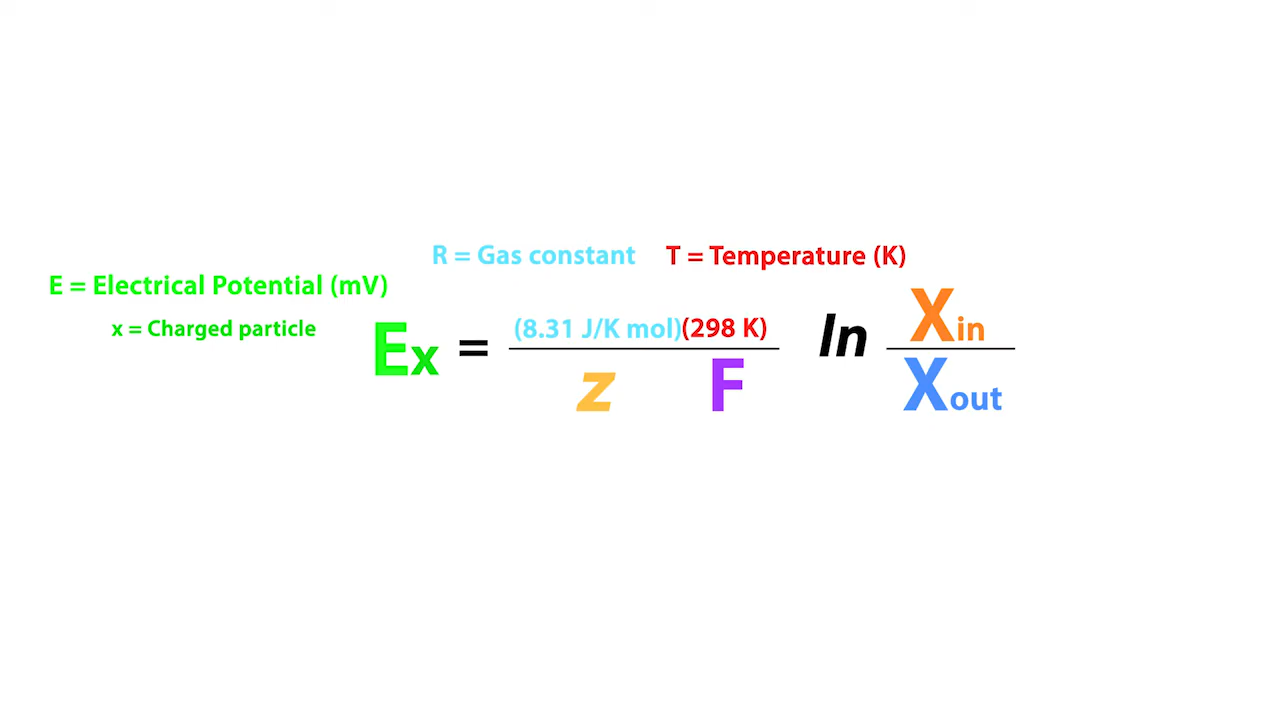 R = Gas constant T = Temperature (K)
E = Electrical Potential (mV)
x = Charged particle
Ex = (8.31 J/K mol)(298 K) ln Xin
z F Xout